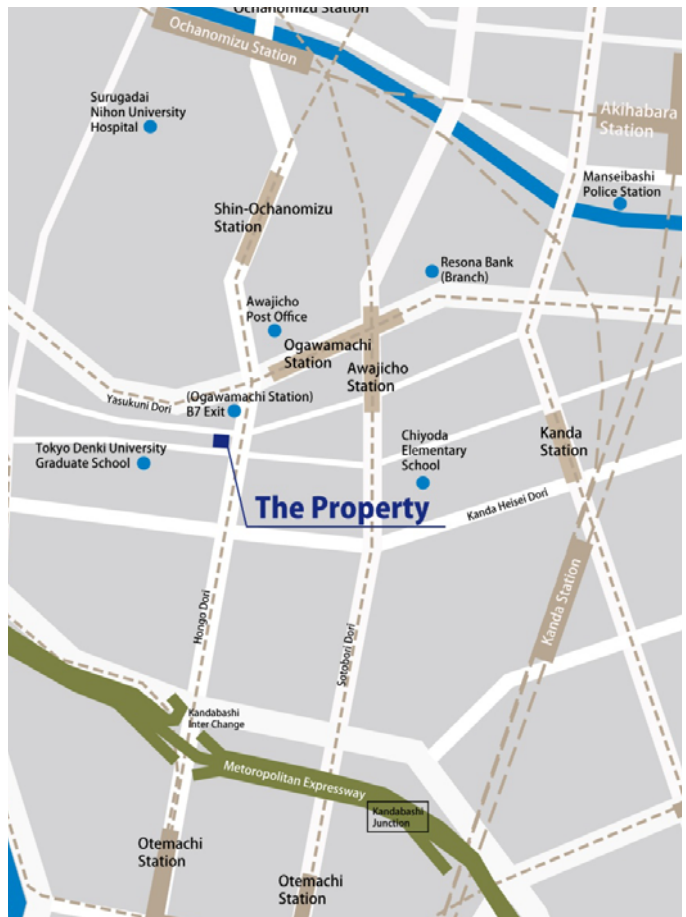 Ochanomizu Station
Ochanomizu Station
Surugadai
Nihon University
Hospital
Akihabara
Station
Manseibashi
Police Station
Shin-Ochanomizu
Station
Resona Bank
(Branch)
Awajicho
Post Office
Ogawamachi
Station
Awajicho
Station
Yasukuni Dori
(Ogawamachi Station)
B7 Exit
Tokyo Denki University
Graduate School
Chiyoda
Elementary
School
Kanda
Station
The Property
Kanda Heisei Dori
Kanda Station
Hongo Dori
Sotobori Dori
Kandabashi
Inter Change
Metoropolitan Expressway
Kandabashi
Junction
Otemachi
Station
Otemachi
Station